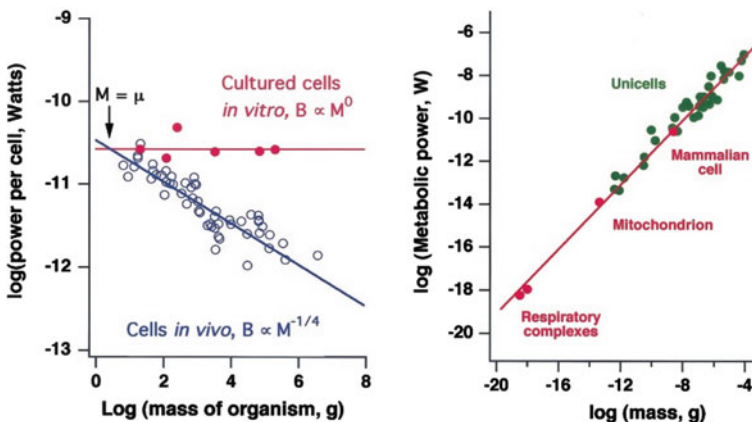 log(power per cell, Watts)
-9
-10
-11
-12
-13
M = μ
Cultured cells
in vitro, B ∝ M⁰
Cells in vivo, B ∝ M⁻¹/⁴
0
2
4
6
8
Log (mass of organism, g)
log (Metabolic power, W)
-6
-8
-10
-12
-14
-16
-18
-20
Unicells
Mammalian
cell
Mitochondrion
Respiratory
complexes
-20
-16
-12
-8
-4
log (mass, g)